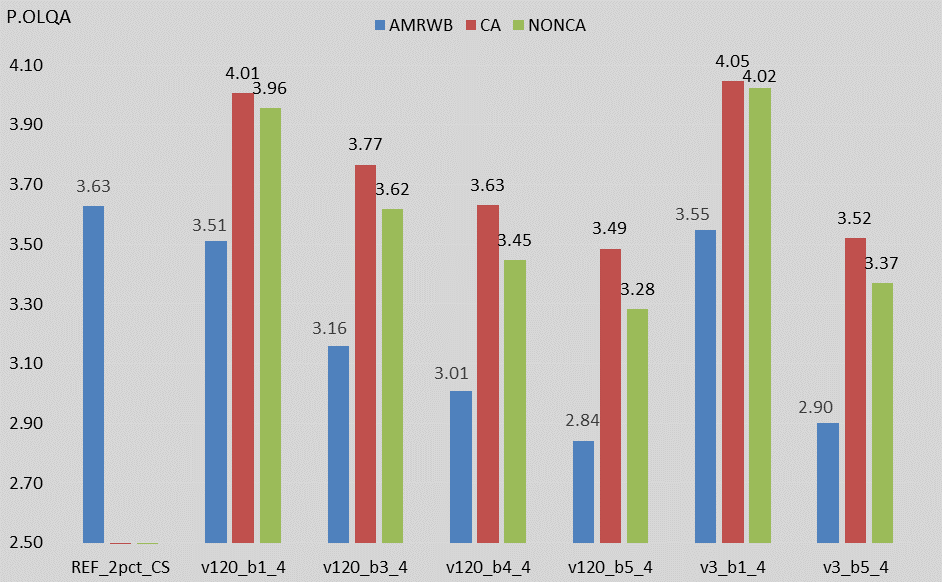 P.OLQA
AMRWB CA NONCA
4.10
3.90
3.70
3.50
3.30
3.10
2.90
2.70
2.50
3.63
3.51 4.01 3.96
3.16 3.77 3.62
3.01 3.63 3.45
2.84 3.49 3.28
3.55 4.05 4.02
2.90 3.52 3.37
REF_2pct_CS v120_b1_4 v120_b3_4 v120_b4_4 v120_b5_4 v3_b1_4 v3_b5_4